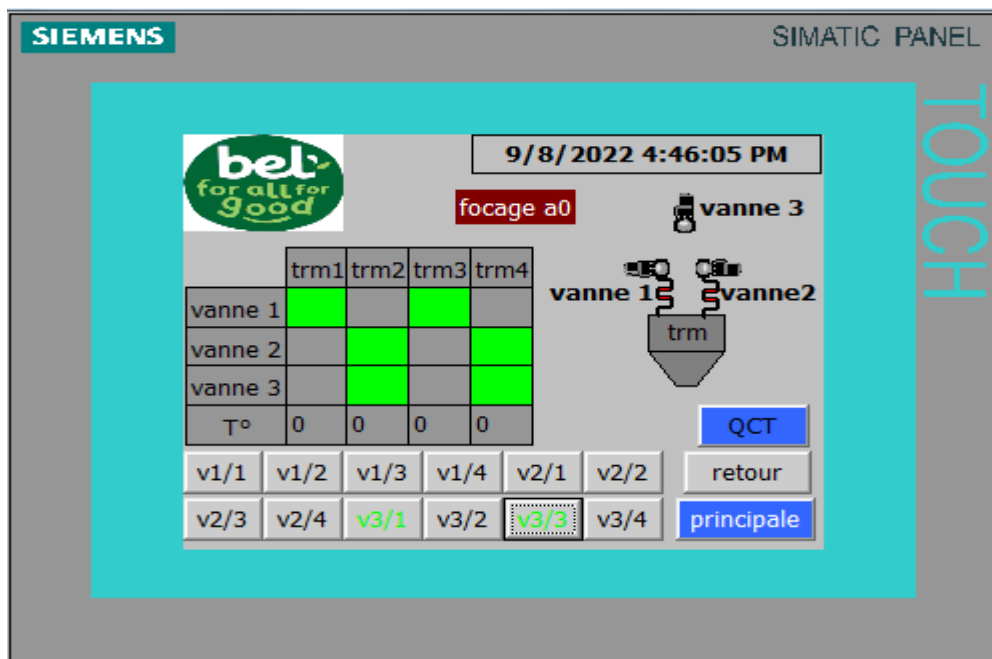 SIEMENS
SIMATIC PANEL
TOUCH
bel
for all for
good
9/8/2022 4:46:05 PM
focage a0
vanne 3
trm1 trm2 trm3 trm4
vanne 1
vanne 2
vanne 3
T° 0 0 0 0
vanne 1 vanne2
trm
QCT
v1/1 v1/2 v1/3 v1/4 v2/1 v2/2 retour
v2/3 v2/4 v3/1 v3/2 v3/3 v3/4 principale